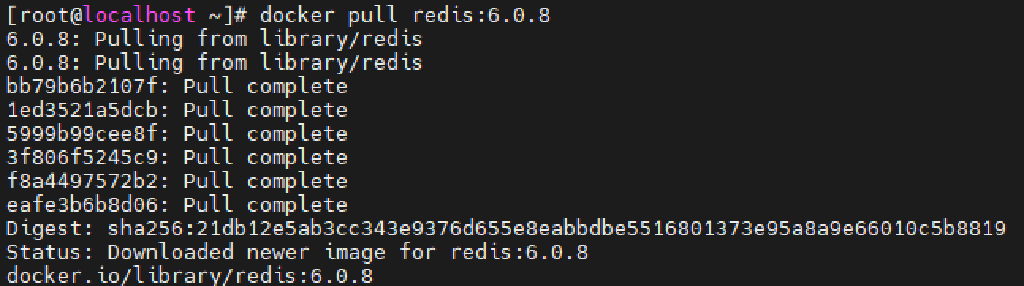 [root@localhost ~]# docker pull redis:6.0.8
6.0.8: Pulling from library/redis
6.0.8: Pulling from library/redis
bb79b6b2107f: Pull complete
1ed3521a5dcb: Pull complete
5999b99cee8f: Pull complete
3f806f5245c9: Pull complete
f8a4497572b2: Pull complete
eafe3b6b8d06: Pull complete
Digest: sha256:21db12e5ab3cc343e9376d655e8eabbdbe5516801373e95a8a9e66010c5b8819
Status: Downloaded newer image for redis:6.0.8
docker.io/library/redis:6.0.8